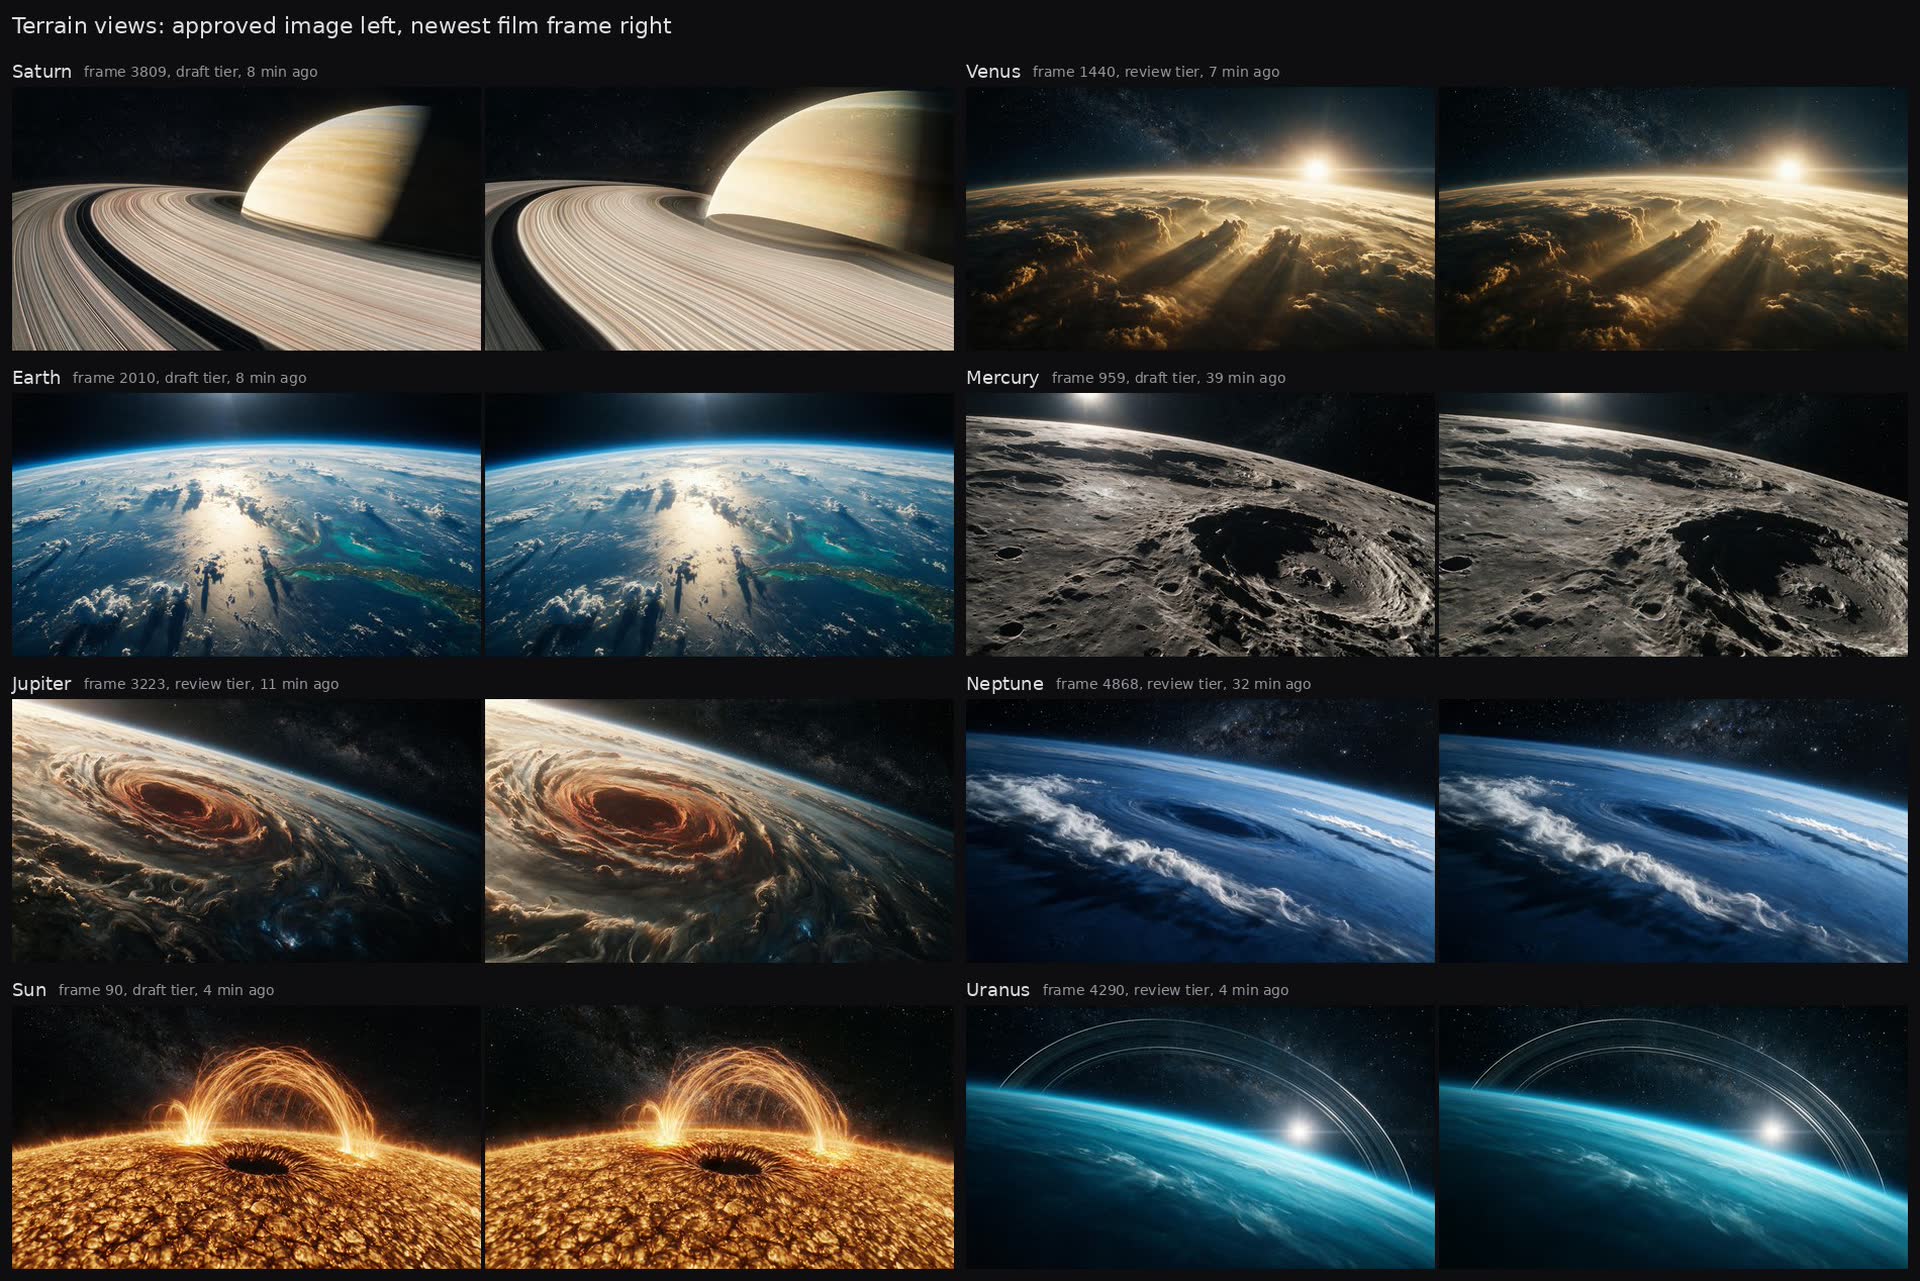 Terrain views: approved image left, newest film frame right
Saturn frame 3809, draft tier, 8 min ago
Venus frame 1440, review tier, 7 min ago
Earth frame 2010, draft tier, 8 min ago
Mercury frame 959, draft tier, 39 min ago
Jupiter frame 3223, review tier, 11 min ago
Neptune frame 4868, review tier, 32 min ago
Sun frame 90, draft tier, 4 min ago
Uranus frame 4290, review tier, 4 min ago